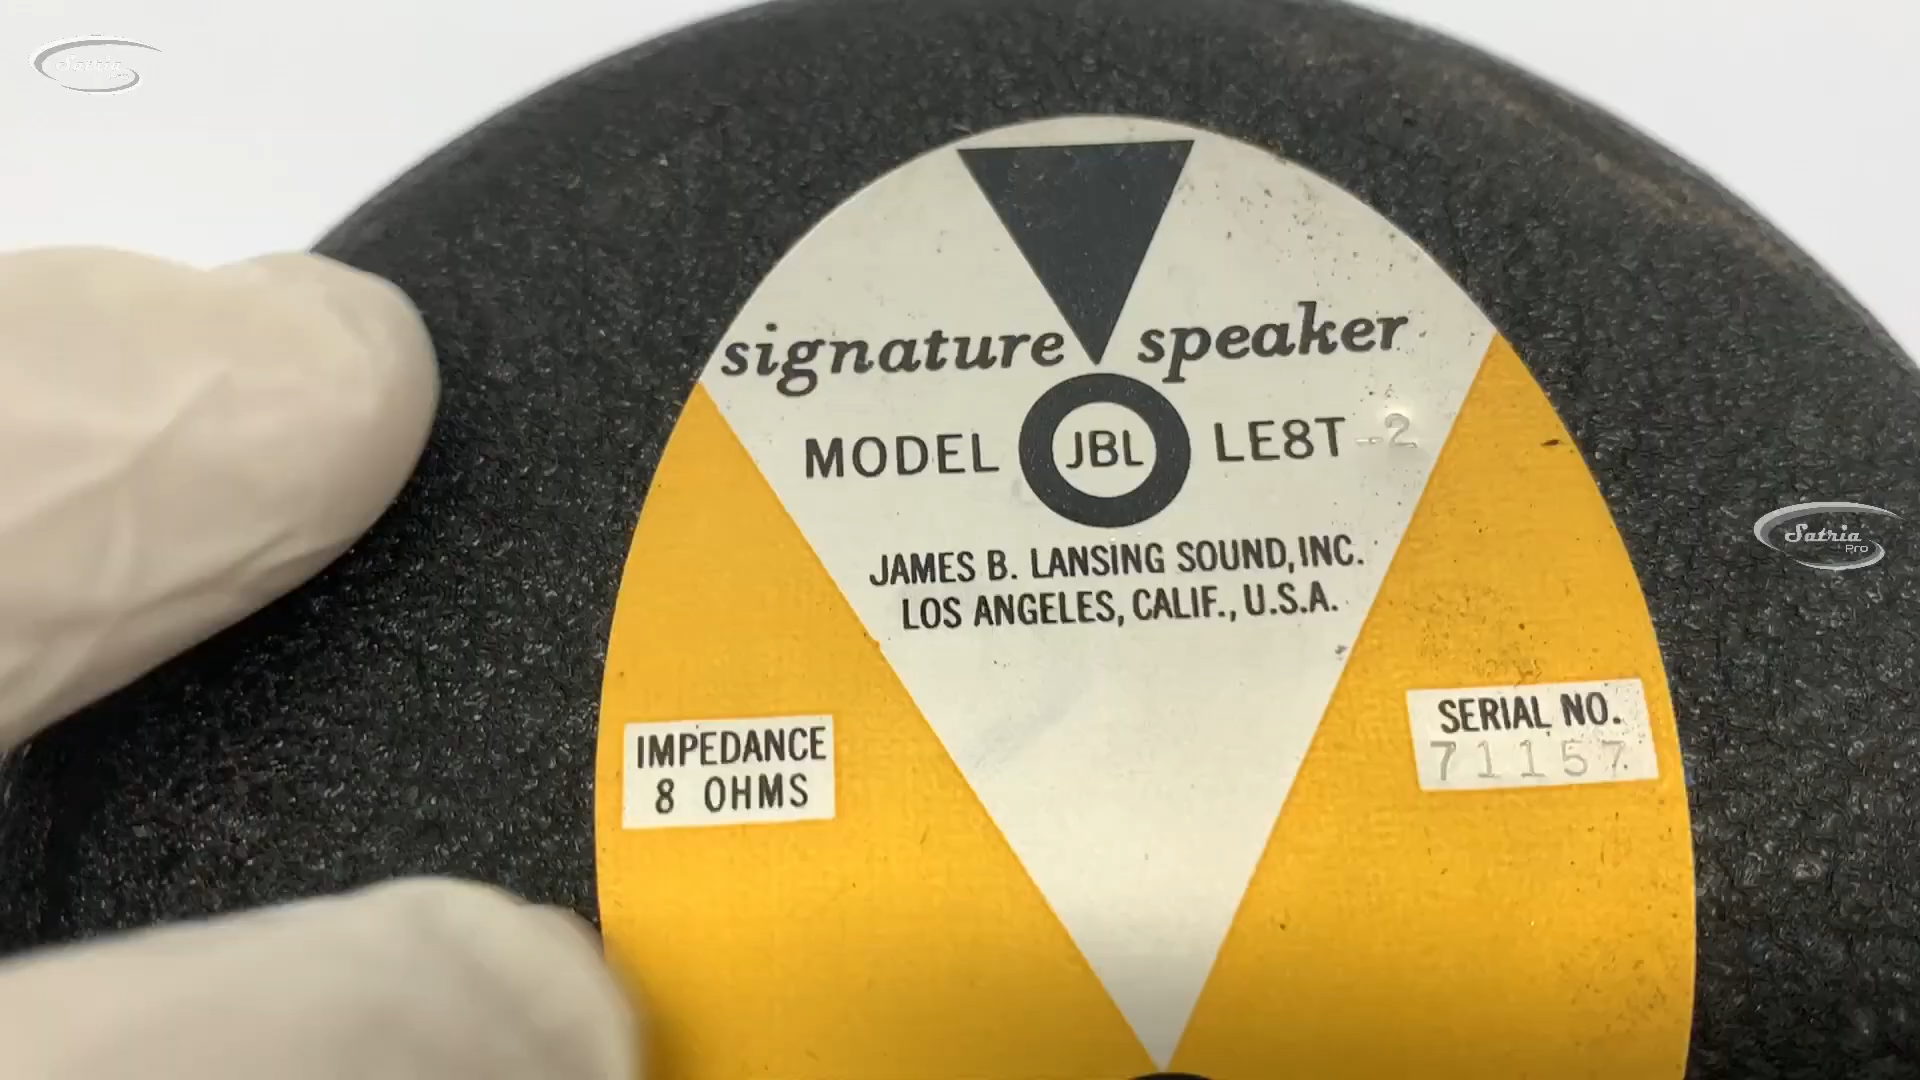 Satria
signature speaker
MODEL JBL LE8T -2
JAMES B. LANSING SOUND, INC.
LOS ANGELES, CALIF., U.S.A.
Satria
Pro
IMPEDANCE
8 OHMS
SERIAL NO.
71157